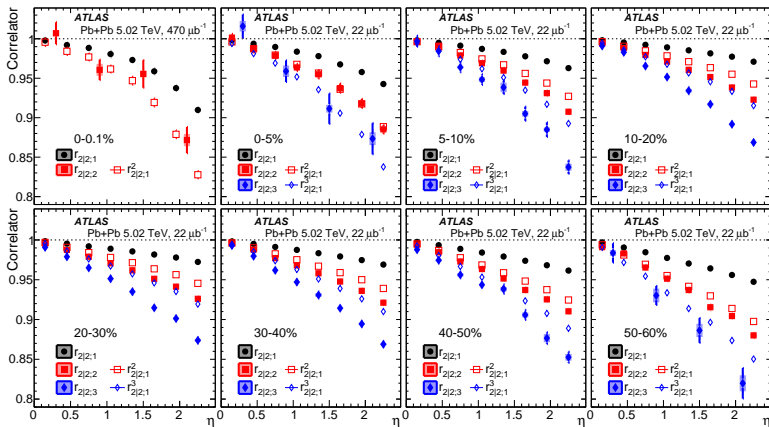 Correlator
1
0.95
0.9
0.85
0.8
ATLAS
Pb+Pb 5.02 TeV, 470 μb⁻¹
0-0.1%
r2|2;1
r2|2;2 r²2|2;1
ATLAS
Pb+Pb 5.02 TeV, 22 μb⁻¹
0-5%
r2|2;1
r2|2;2 r²2|2;1
r2|2;3 r³2|2;1
ATLAS
Pb+Pb 5.02 TeV, 22 μb⁻¹
5-10%
r2|2;1
r2|2;2 r²2|2;1
r2|2;3 r³2|2;1
ATLAS
Pb+Pb 5.02 TeV, 22 μb⁻¹
10-20%
r2|2;1
r2|2;2 r²2|2;1
r2|2;3 r³2|2;1
Correlator
1
0.95
0.9
0.85
0.8
ATLAS
Pb+Pb 5.02 TeV, 22 μb⁻¹
20-30%
r2|2;1
r2|2;2 r²2|2;1
r2|2;3 r³2|2;1
0 0.5 1 1.5 2 η
ATLAS
Pb+Pb 5.02 TeV, 22 μb⁻¹
30-40%
r2|2;1
r2|2;2 r²2|2;1
r2|2;3 r³2|2;1
0.5 1 1.5 2 η
ATLAS
Pb+Pb 5.02 TeV, 22 μb⁻¹
40-50%
r2|2;1
r2|2;2 r²2|2;1
r2|2;3 r³2|2;1
0.5 1 1.5 2 η
ATLAS
Pb+Pb 5.02 TeV, 22 μb⁻¹
50-60%
r2|2;1
r2|2;2 r²2|2;1
r2|2;3 r³2|2;1
0.5 1 1.5 2 η